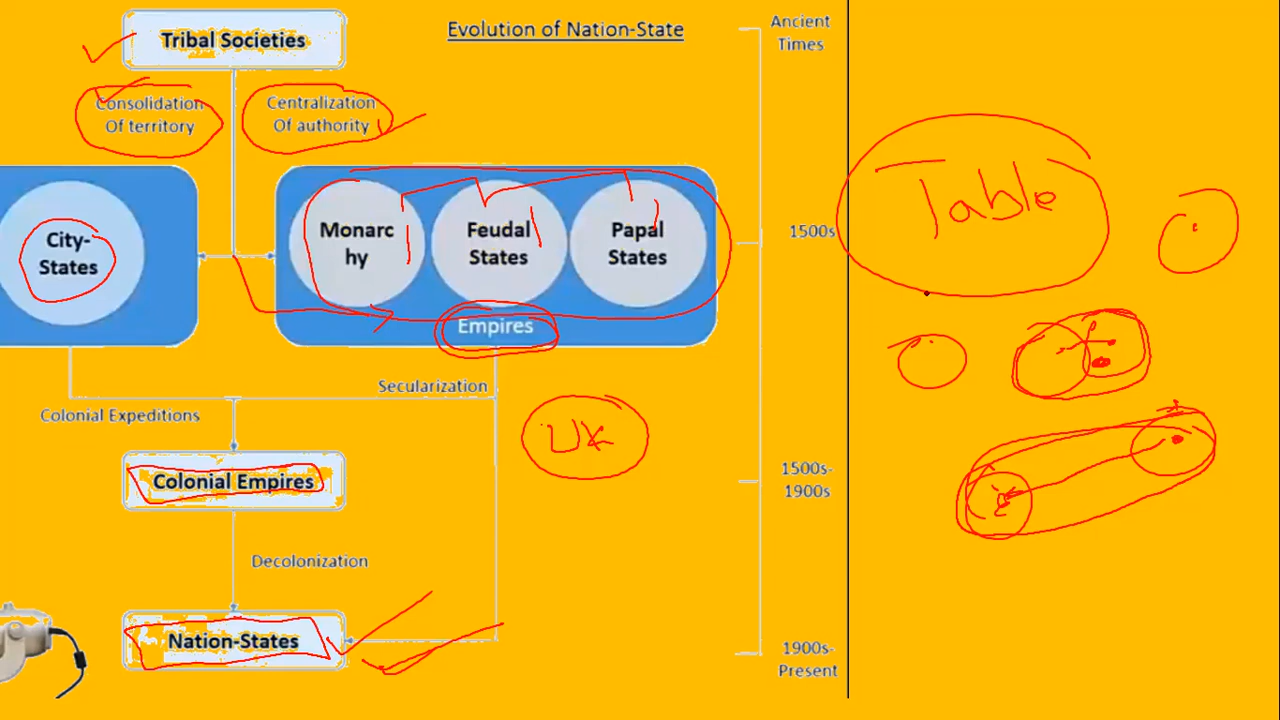 Evolution of Nation-State
Ancient
Times
Tribal Societies
Consolidation
Of territory
Centralization
Of authority
City-
States
Monarc
hy
Feudal
States
Papal
States
Empires
1500s
Table
Secularization
Colonial Expeditions
UK
Colonial Empires
1500s-
1900s
Decolonization
Nation-States
1900s-
Present